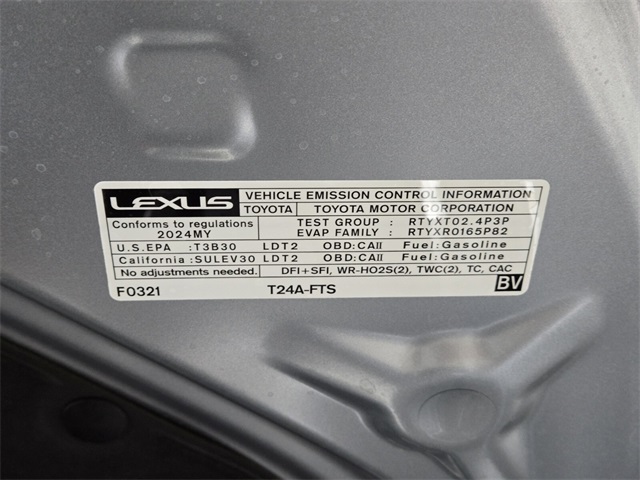 LEXUS VEHICLE EMISSION CONTROL INFORMATION
TOYOTA TOYOTA MOTOR CORPORATION
Conforms to regulations TEST GROUP : RTYXT02.4P3P
2024MY EVAP FAMILY : RTYXR0165P82
U.S.EPA :T3B30 LDT2 OBD:CAII Fuel:Gasoline
California :SULEV30 LDT2 OBD:CAII Fuel:Gasoline
No adjustments needed. DFI+SFI, WR-HO2S(2), TWC(2), TC, CAC
F0321 T24A-FTS BV